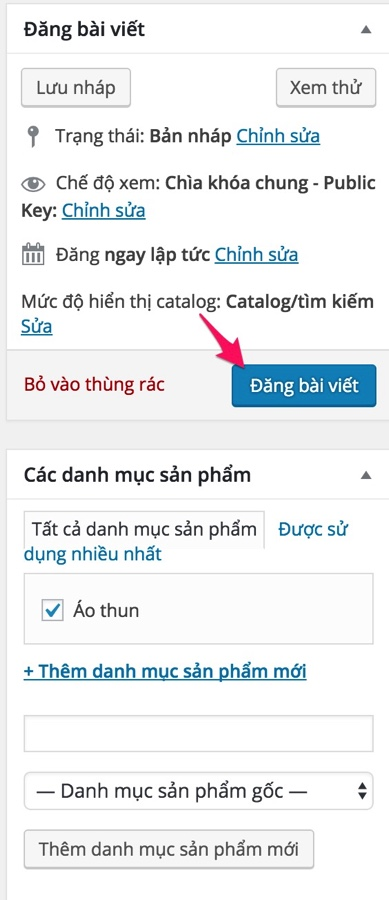 Đăng bài viết
Lưu nháp Xem thử
Trạng thái: Bản nháp Chỉnh sửa
Chế độ xem: Chìa khóa chung - Public
Key: Chỉnh sửa
Đăng ngay lập tức Chỉnh sửa
Mức độ hiển thị catalog: Catalog/tìm kiếm
Sửa
Bỏ vào thùng rác Đăng bài viết
Các danh mục sản phẩm
Tất cả danh mục sản phẩm Được sử
dụng nhiều nhất
Áo thun
+ Thêm danh mục sản phẩm mới
— Danh mục sản phẩm gốc —
Thêm danh mục sản phẩm mới